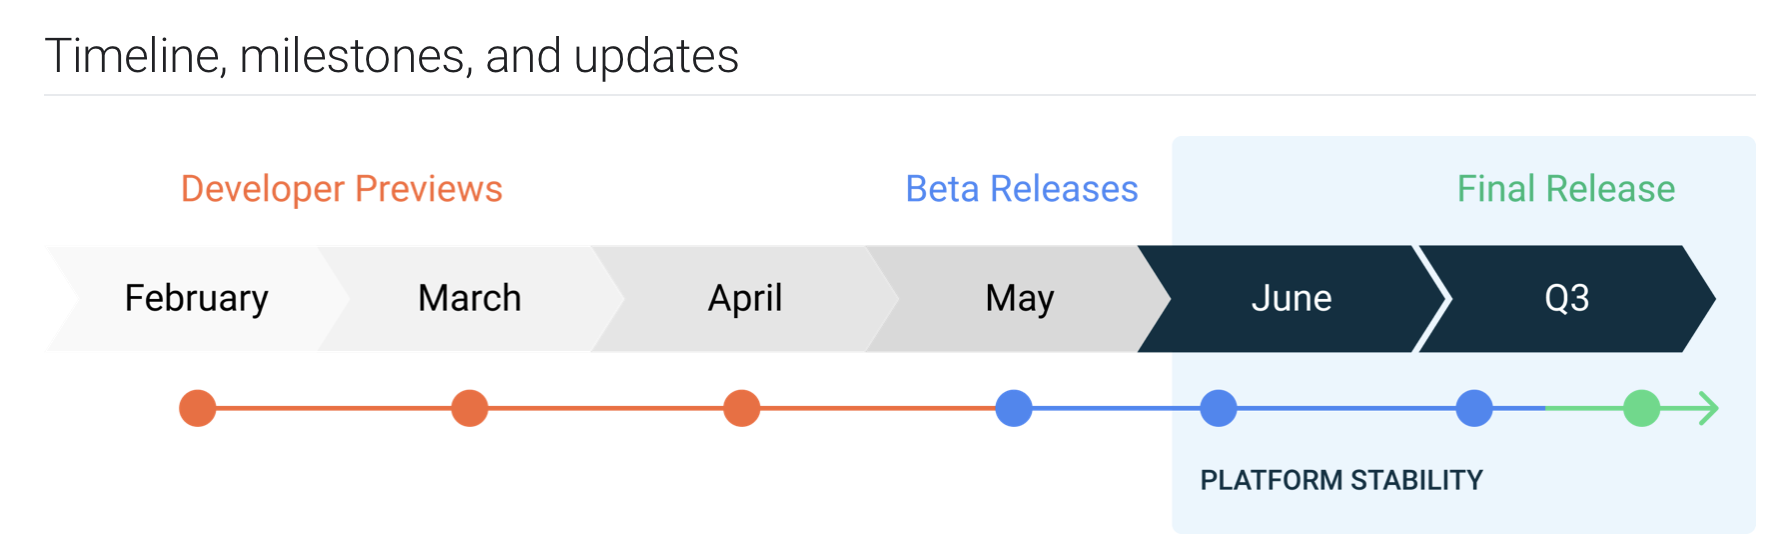 Timeline, milestones, and updates
Developer Previews
Beta Releases
Final Release
February
March
April
May
June
Q3
PLATFORM STABILITY